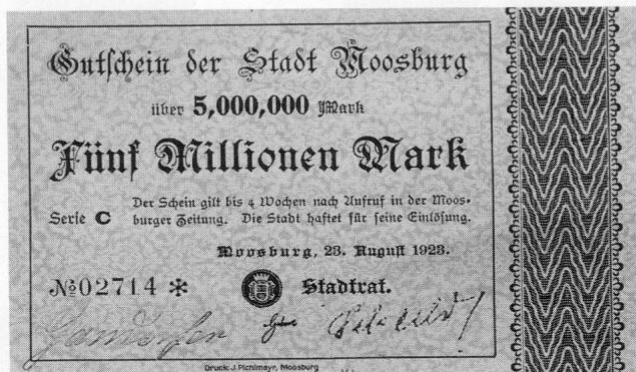 Gutschein der Stadt Moosburg
über 5,000,000 Mark
Fünf Millionen Mark
Der Schein gilt bis 4 Wochen nach Aufruf in der Moos-
Serie C burger Zeitung. Die Stadt haftet für seine Einlösung.
Moosburg, 23. August 1923.
№ 02714 * Stadtrat.
Druck: J. Pichlmayr, Moosburg